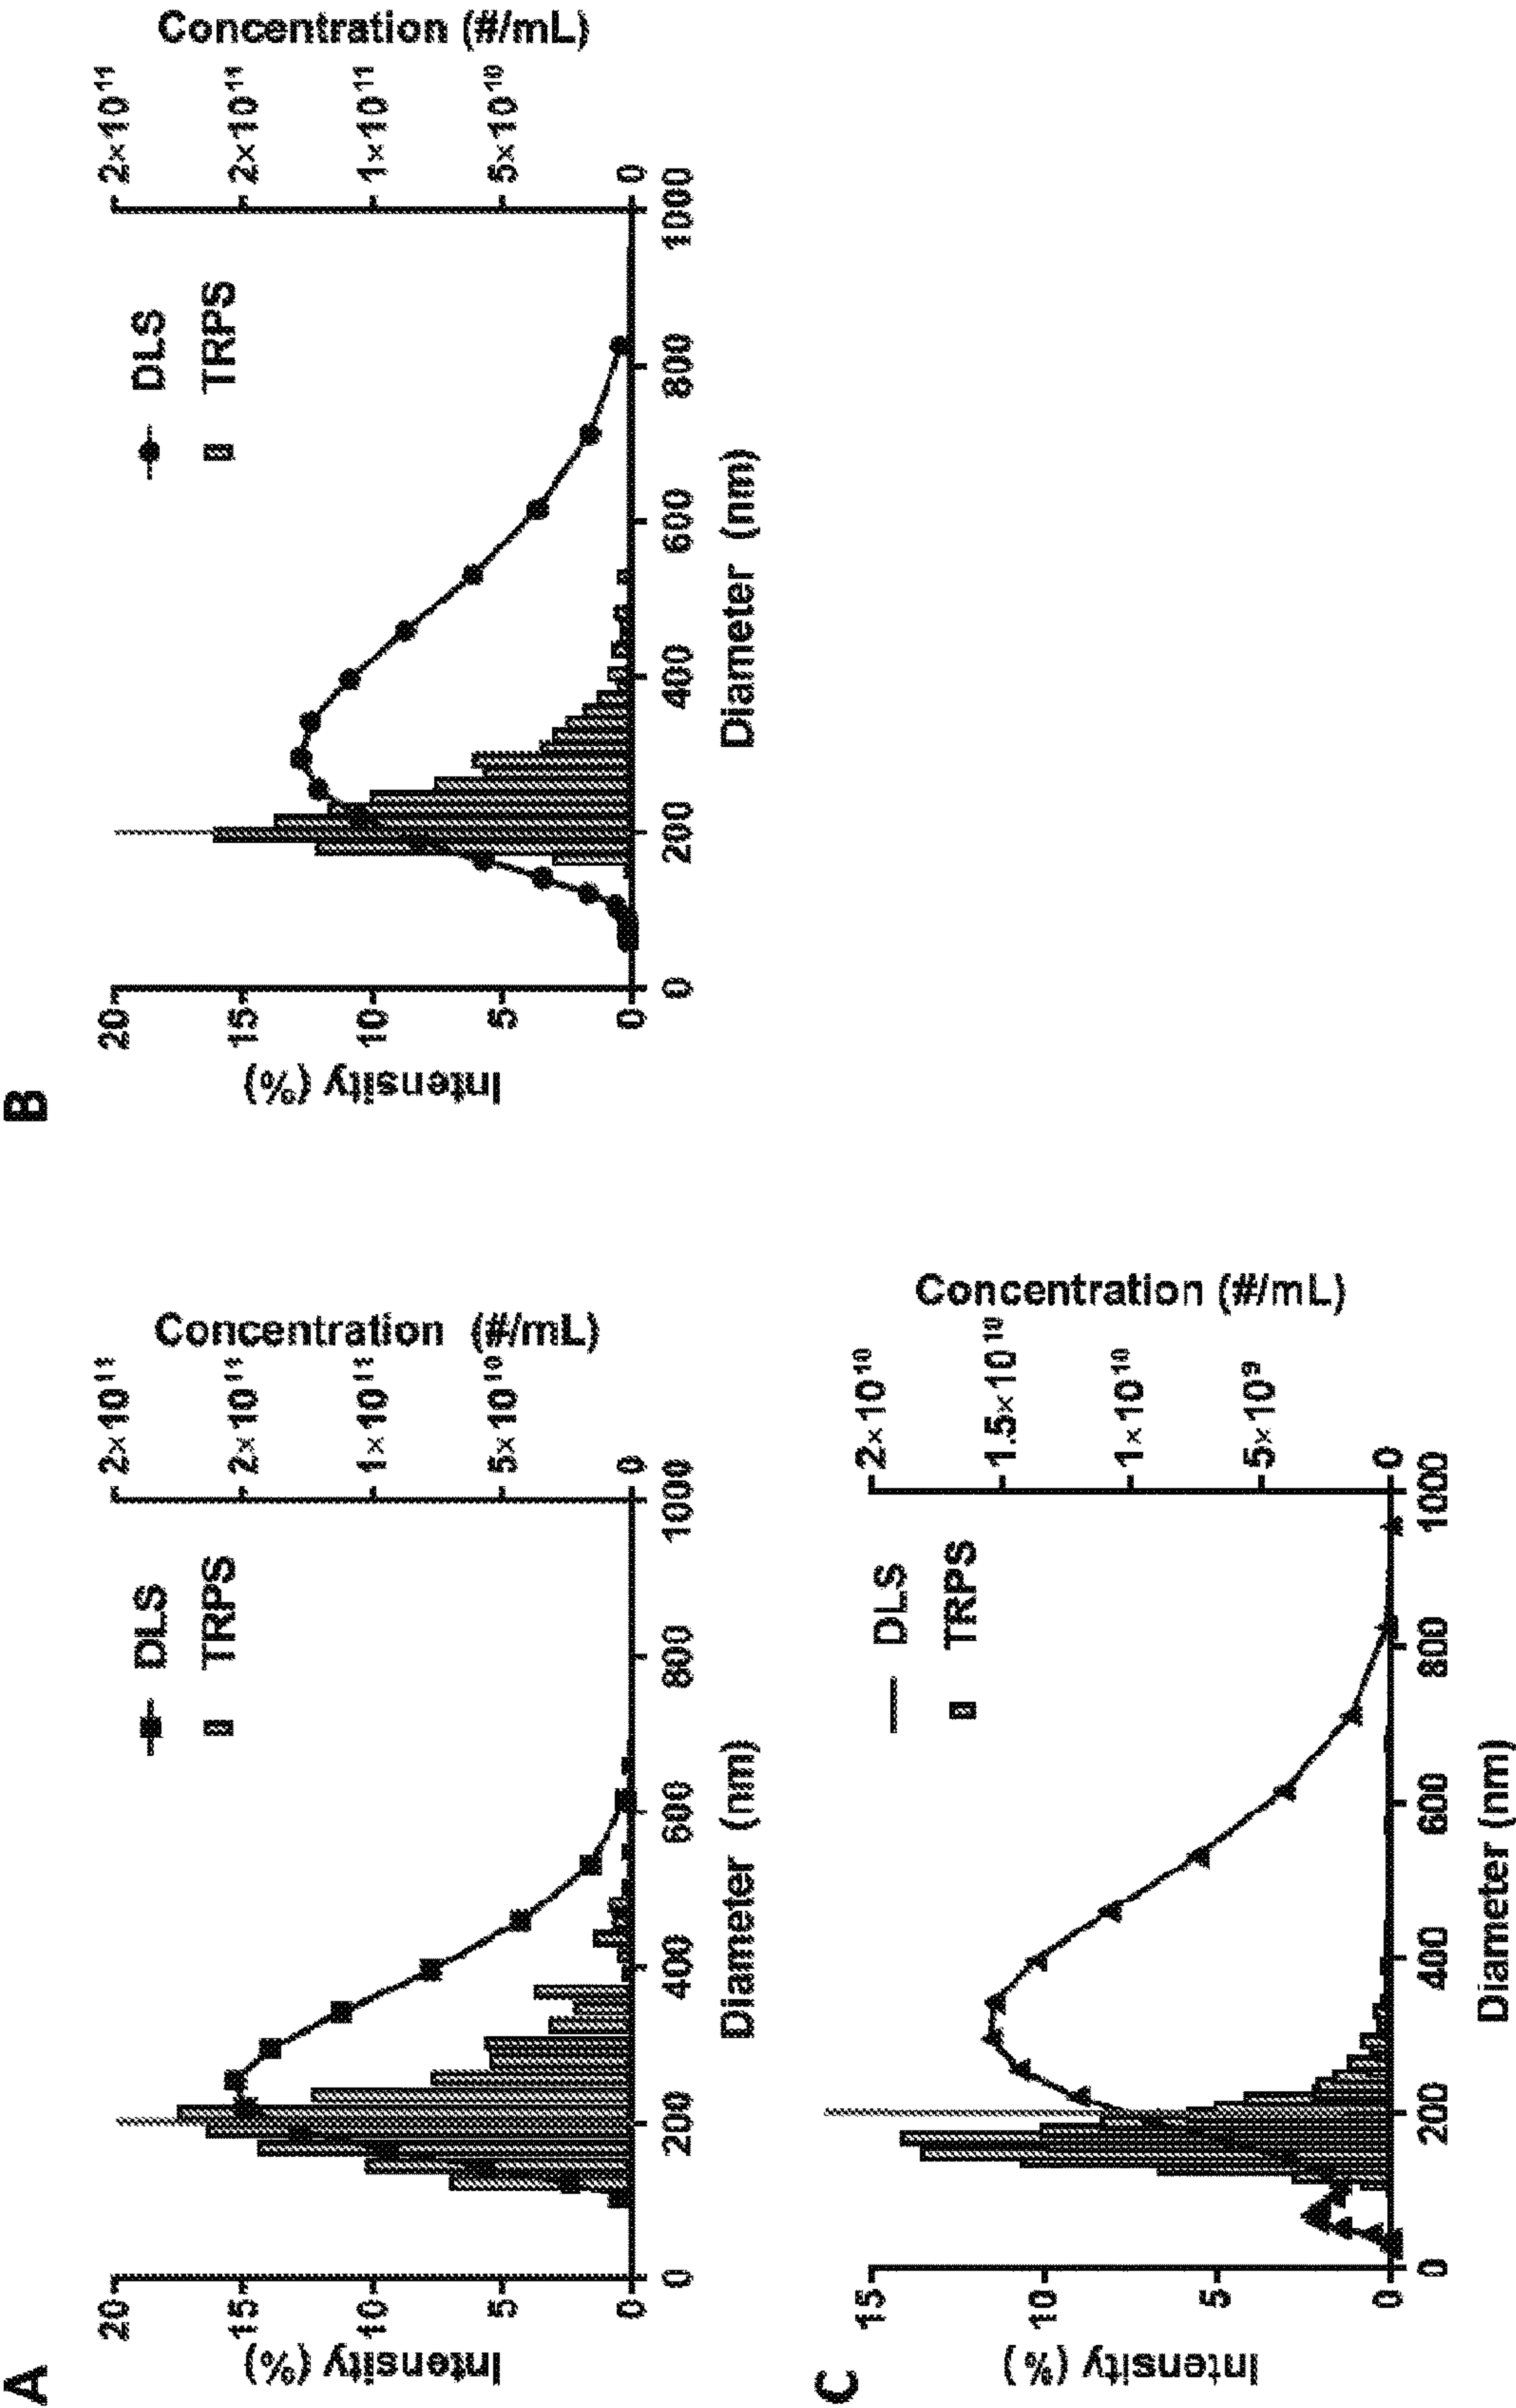 A
Intensity (%)
20
15
10
5
0
0
200
400
600
800
1000
Diameter (nm)
DLS
TRPS
2×10¹¹
2×10¹¹
1×10¹¹
5×10¹⁰
0
Concentration (#/mL)
B
Intensity (%)
20
15
10
5
0
0
200
400
600
800
1000
Diameter (nm)
DLS
TRPS
2×10¹¹
2×10¹¹
1×10¹¹
5×10¹⁰
0
Concentration (#/mL)
C
Intensity (%)
15
10
5
0
0
200
400
600
800
1000
Diameter (nm)
DLS
TRPS
2×10¹⁰
1.5×10¹⁰
1×10¹⁰
5×10⁹
0
Concentration (#/mL)